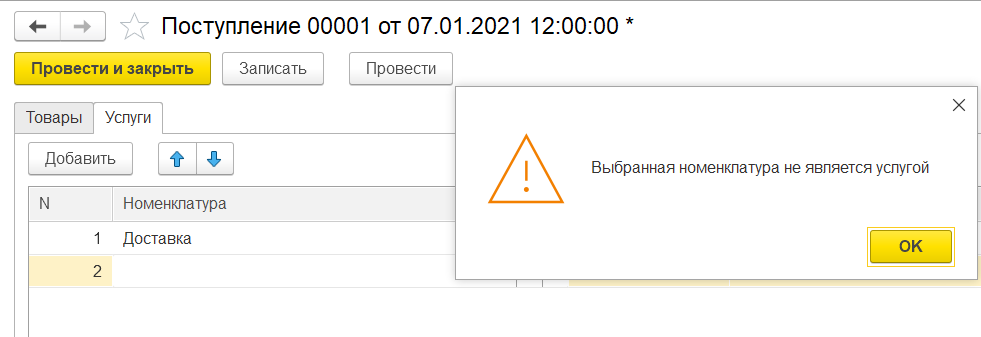 Поступление 00001 от 07.01.2021 12:00:00 *
Провести и закрыть Записать Провести
Товары Услуги
Добавить
Выбранная номенклатура не является услугой
OK
N Номенклатура
1 Доставка
2